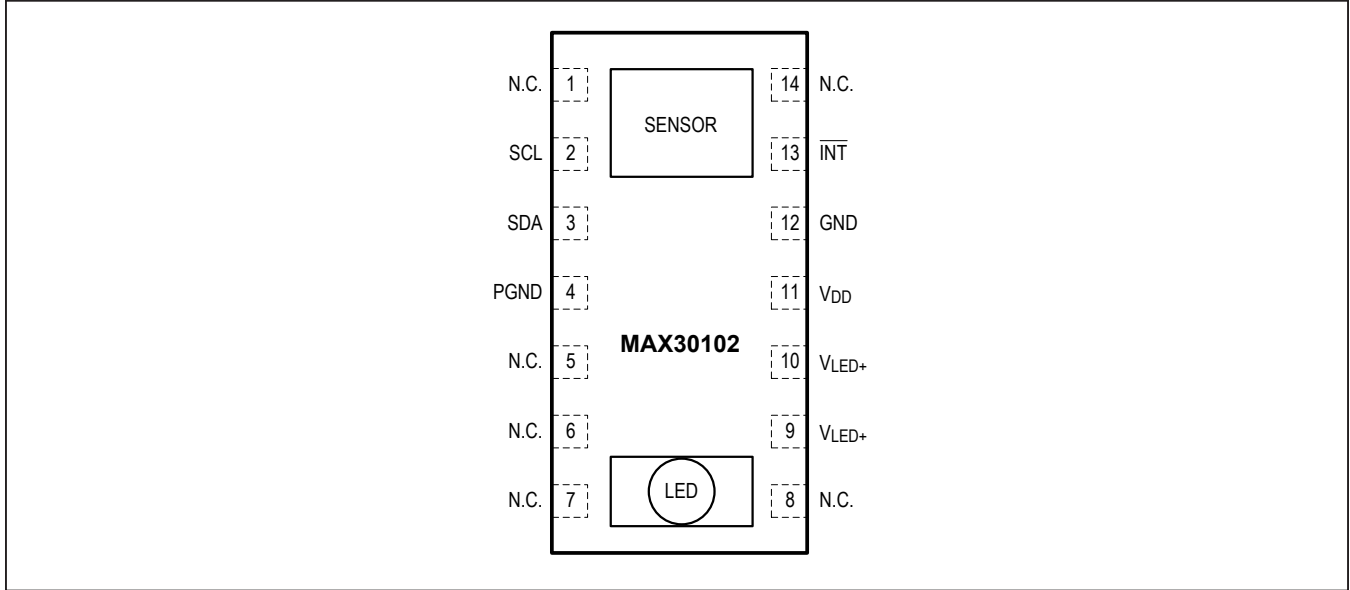 N.C. 1 14 N.C.
SENSOR
SCL 2 13 I̅N̅T̅
SDA 3 12 GND
PGND 4 11 VDD
MAX30102
N.C. 5 10 VLED+
N.C. 6 9 VLED+
LED
N.C. 7 8 N.C.